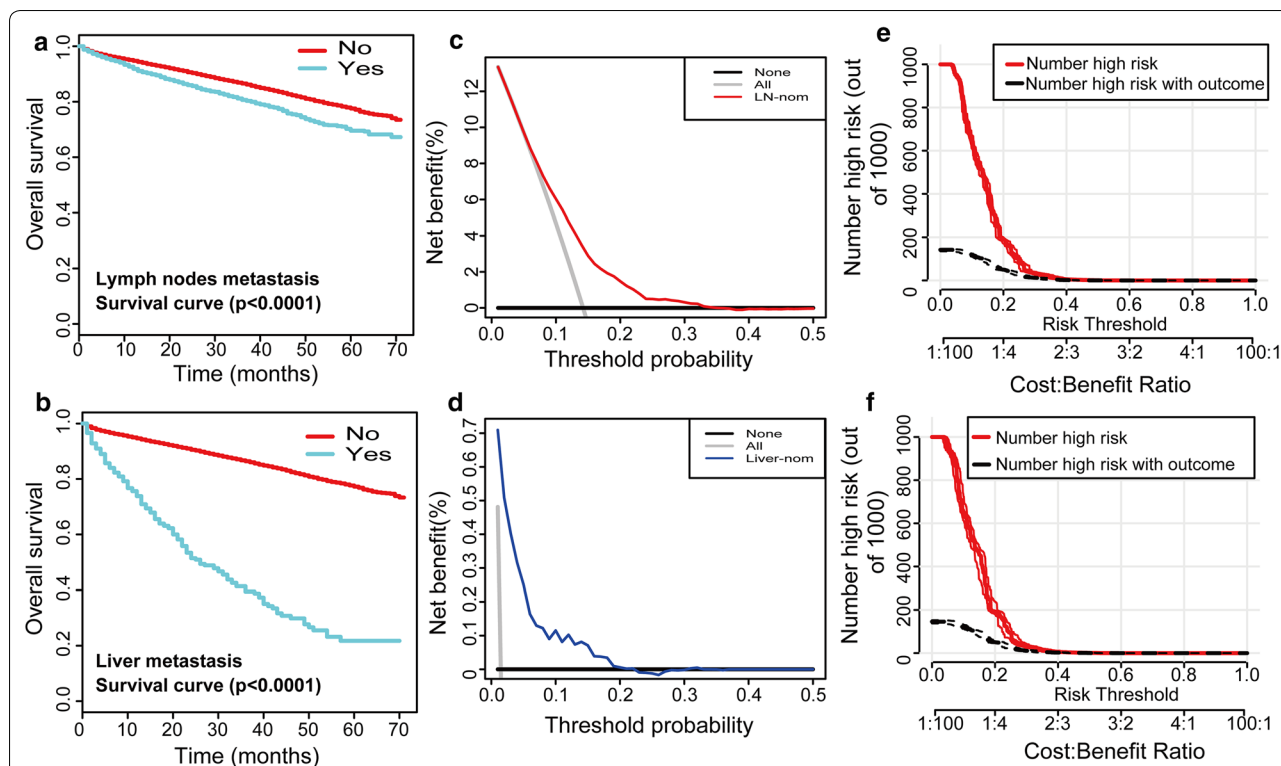 a
No
Yes
Overall survival
0.0 0.2 0.4 0.6 0.8 1.0
Lymph nodes metastasis
Survival curve (p<0.0001)
0 10 20 30 40 50 60 70
Time (months)
c
None
All
LN-nom
Net benefit(%)
0 2 4 6 8 10 12
0.0 0.1 0.2 0.3 0.4 0.5
Threshold probability
e
Number high risk
Number high risk with outcome
Number high risk (out
of 1000)
0 200 400 600 800 1000
0.0 0.2 0.4 0.6 0.8 1.0
Risk Threshold
1:100 1:4 2:3 3:2 4:1 100:1
Cost:Benefit Ratio
b
No
Yes
Overall survival
0.0 0.2 0.4 0.6 0.8 1.0
Liver metastasis
Survival curve (p<0.0001)
0 10 20 30 40 50 60 70
Time (months)
d
None
All
Liver-nom
Net benefit(%)
0.0 0.1 0.2 0.3 0.4 0.5 0.6 0.7
0.0 0.1 0.2 0.3 0.4 0.5
Threshold probability
f
Number high risk
Number high risk with outcome
Number high risk (out
of 1000)
0 200 400 600 800 1000
0.0 0.2 0.4 0.6 0.8 1.0
Risk Threshold
1:100 1:4 2:3 3:2 4:1 100:1
Cost:Benefit Ratio